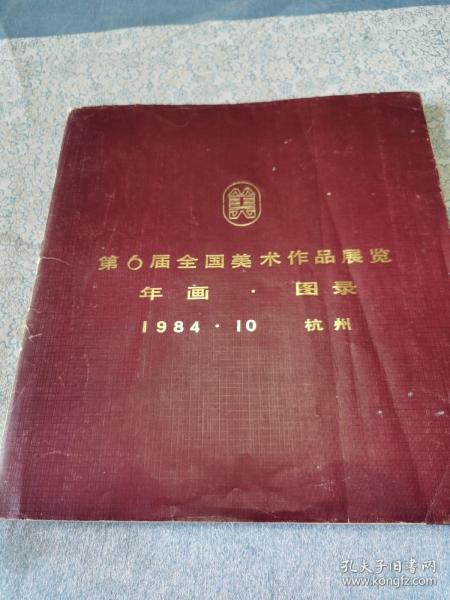 美
第6届全国美术作品展览
年画·图录
1984·10 杭州
孔夫子旧书网
www.kongfz.com